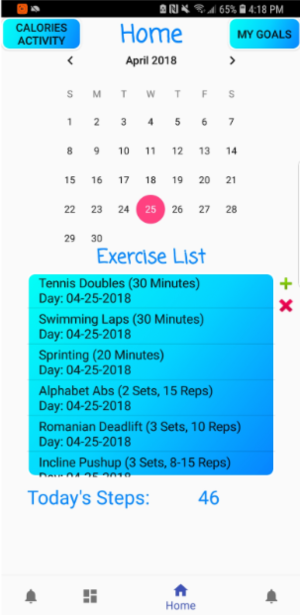 65% 4:18 PM
CALORIES
ACTIVITY
Home
MY GOALS
April 2018
S M T W T F S
1 2 3 4 5 6 7
8 9 10 11 12 13 14
15 16 17 18 19 20 21
22 23 24 25 26 27 28
29 30
Exercise List
Tennis Doubles (30 Minutes)
Day: 04-25-2018
Swimming Laps (30 Minutes)
Day: 04-25-2018
Sprinting (20 Minutes)
Day: 04-25-2018
Alphabet Abs (2 Sets, 15 Reps)
Day: 04-25-2018
Romanian Deadlift (3 Sets, 10 Reps)
Day: 04-25-2018
Incline Pushup (3 Sets, 8-15 Reps)
Day: 04-25-2018
Today's Steps: 46
Home